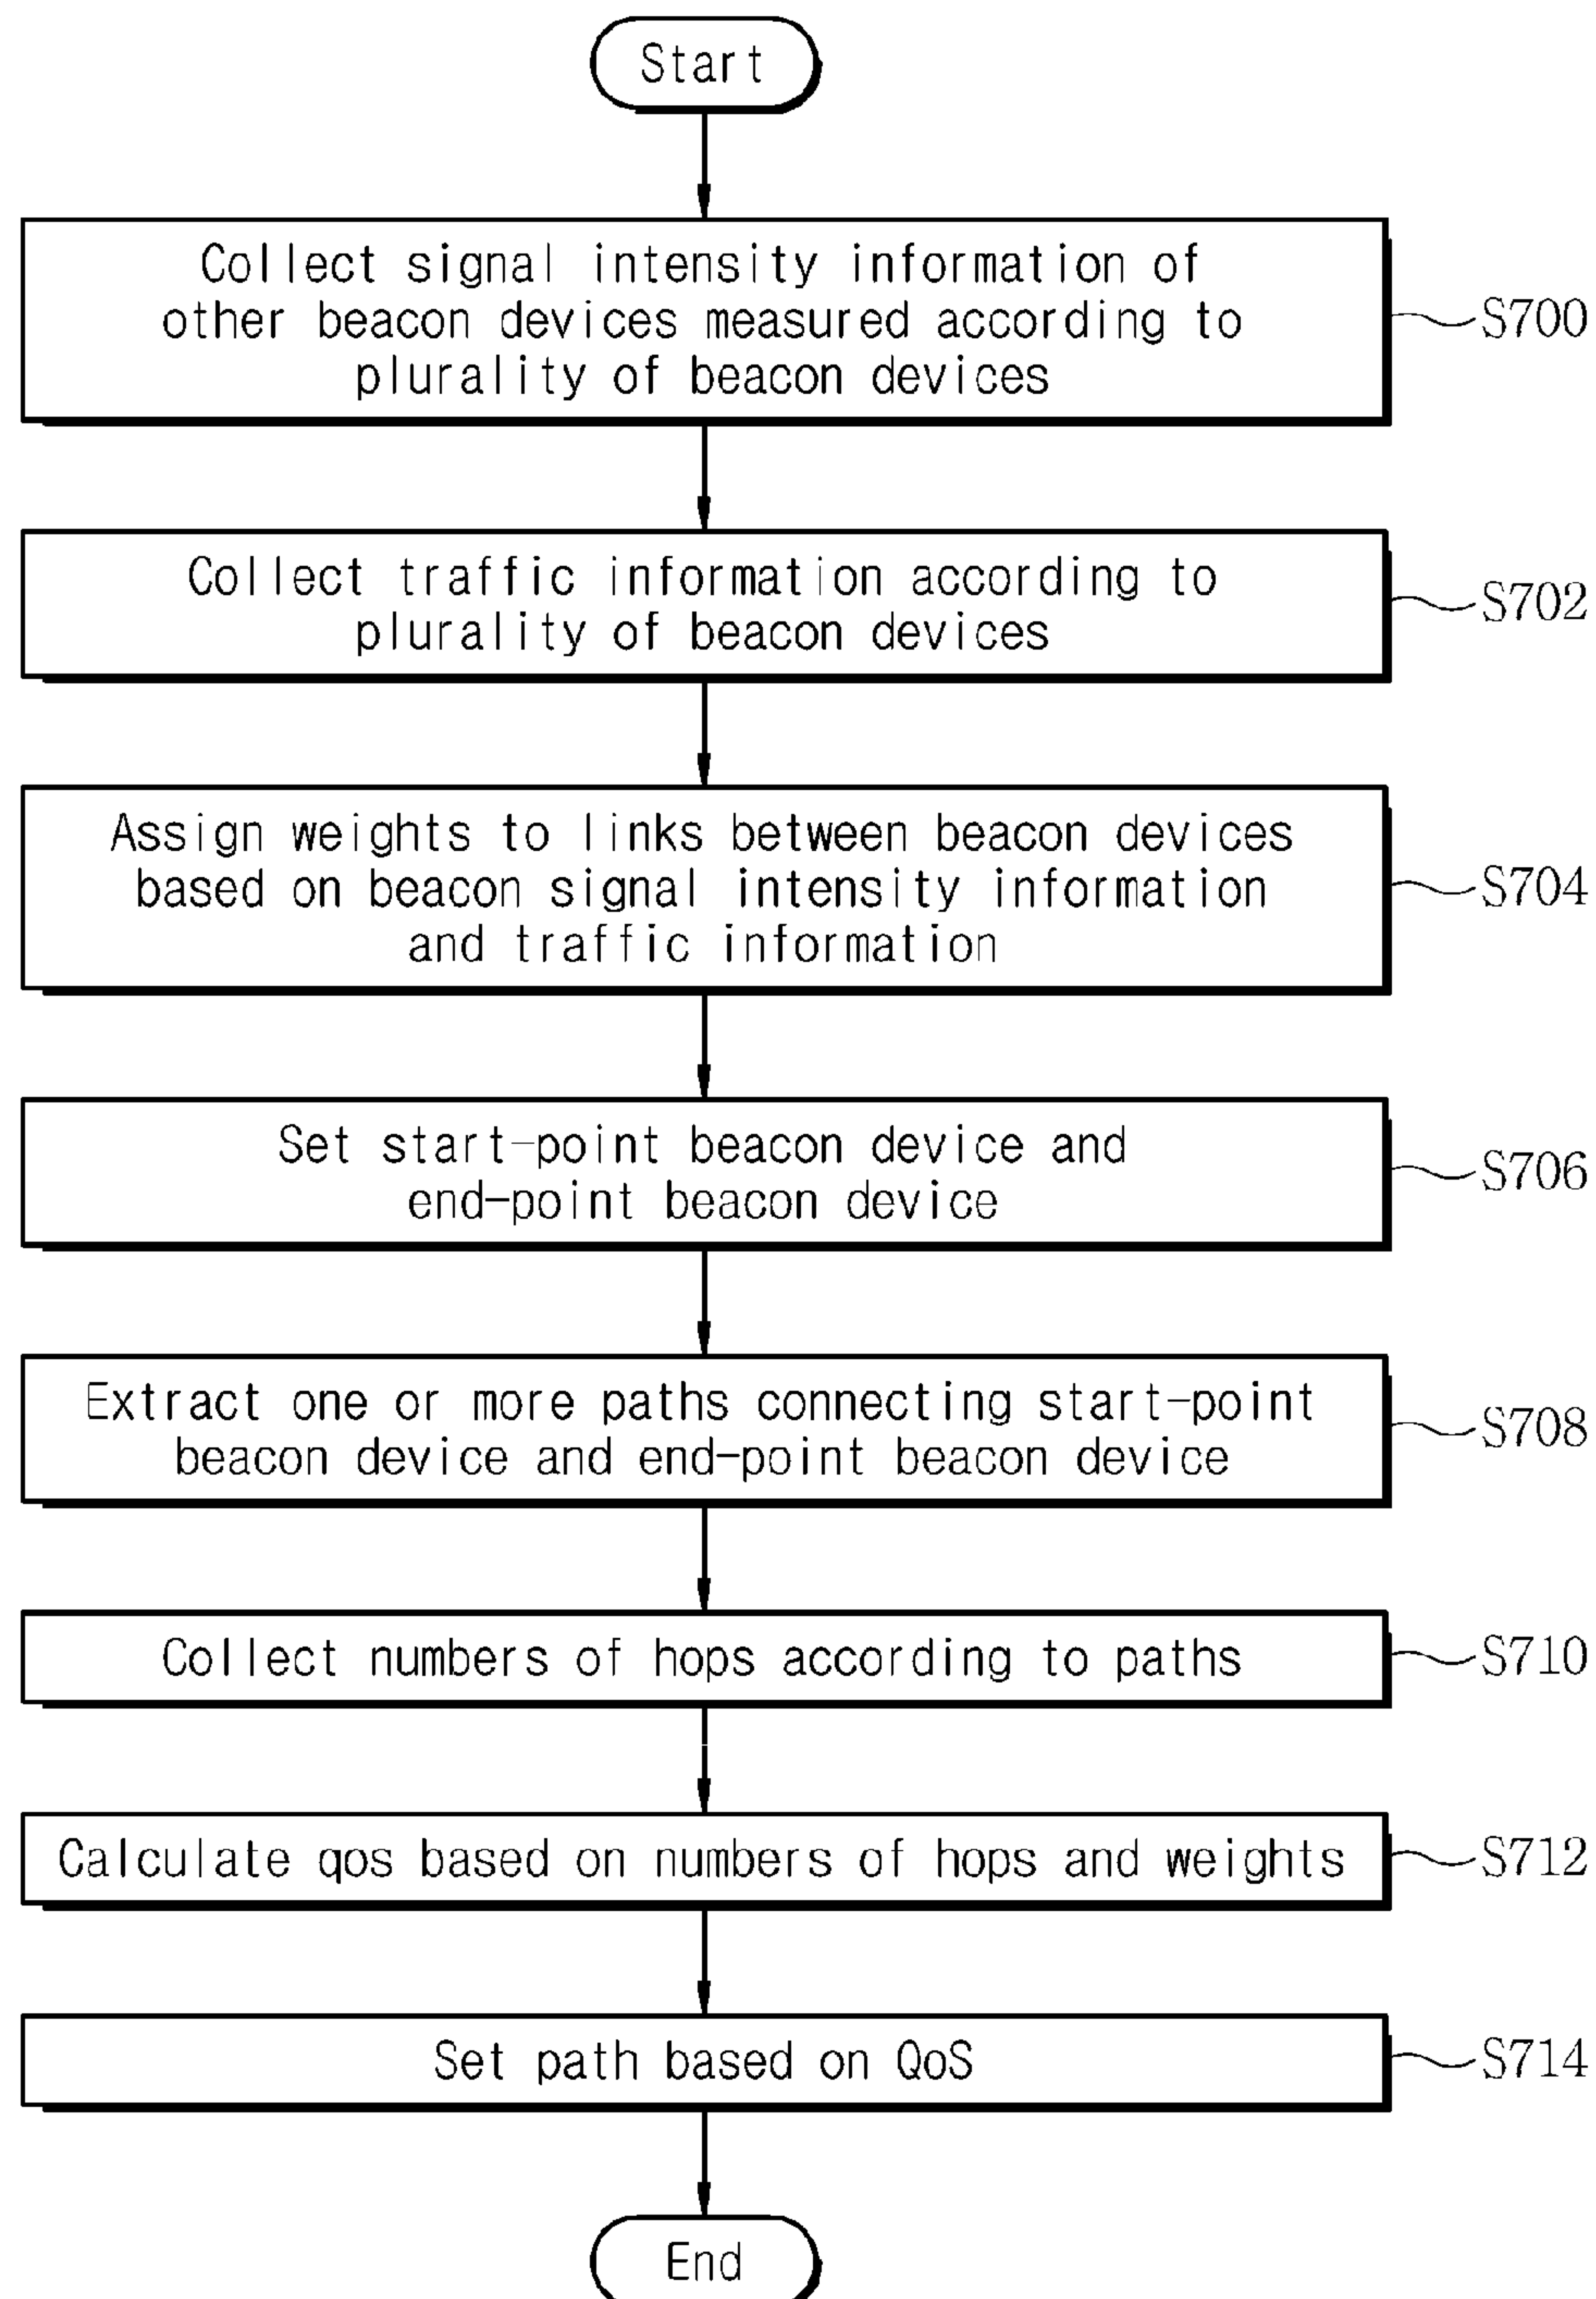 Start
Collect signal intensity information of
other beacon devices measured according to
plurality of beacon devices
S700
Collect traffic information according to
plurality of beacon devices
S702
Assign weights to links between beacon devices
based on beacon signal intensity information
and traffic information
S704
Set start-point beacon device and
end-point beacon device
S706
Extract one or more paths connecting start-point
beacon device and end-point beacon device
S708
Collect numbers of hops according to paths
S710
Calculate qos based on numbers of hops and weights
S712
Set path based on QoS
S714
End